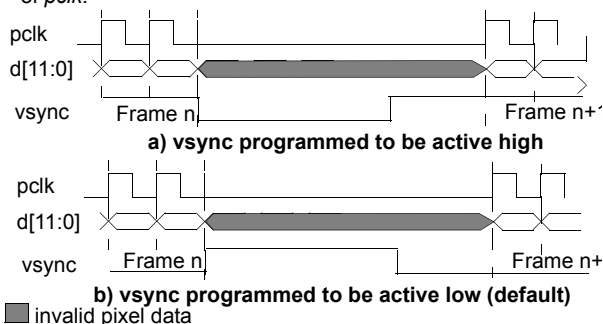 of pclk.
pclk
d[11:0]
vsync Frame n Frame n+1
a) vsync programmed to be active high
pclk
d[11:0]
vsync Frame n Frame n+
b) vsync programmed to be active low (default)
invalid pixel data